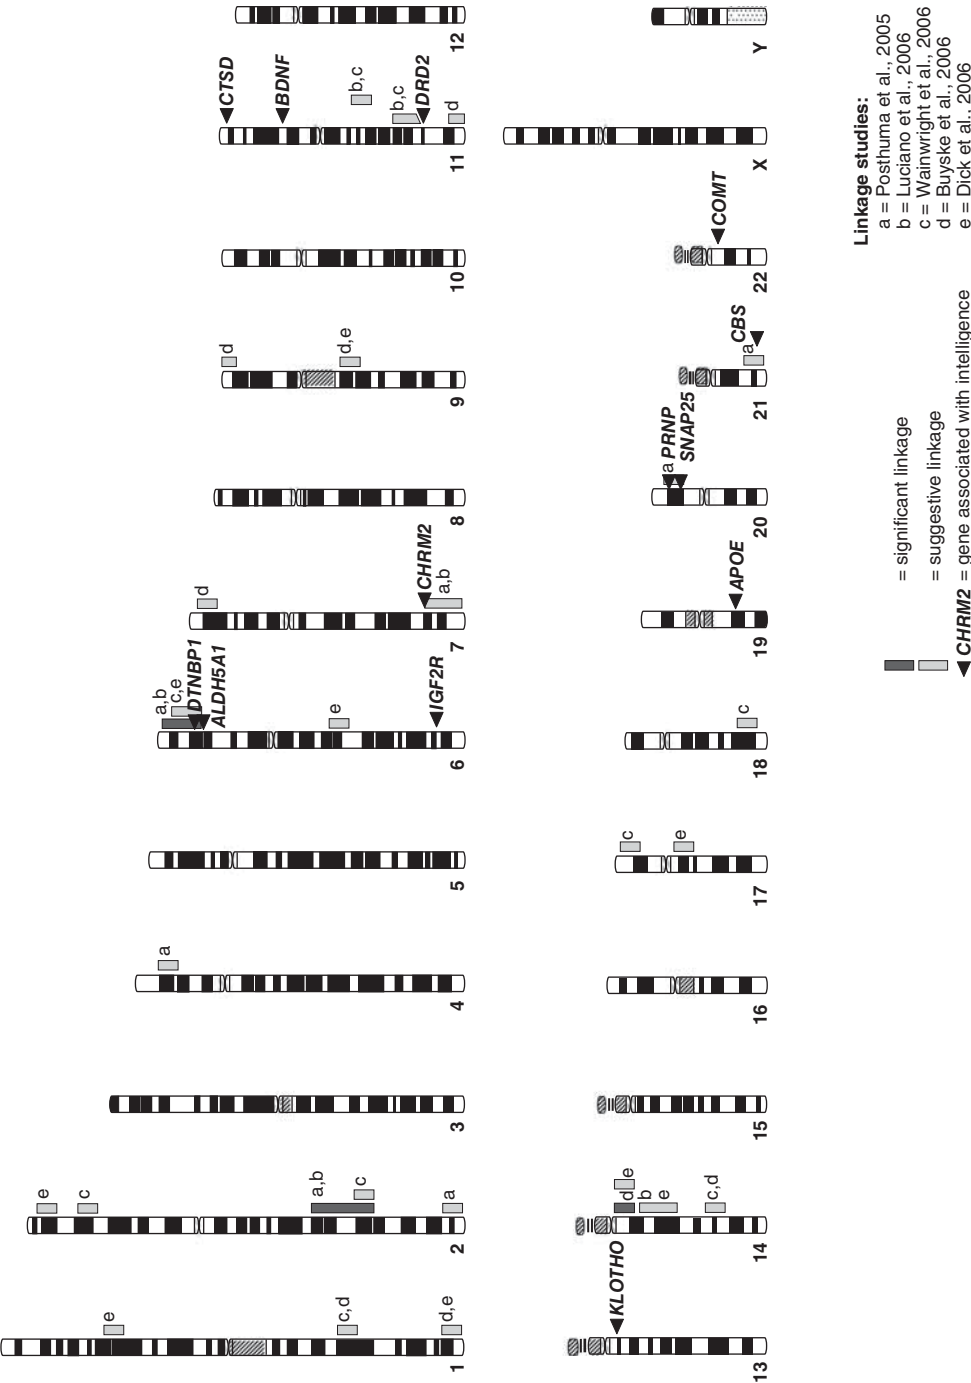 e
c,d
d,e
1
e
c
a,b
c
a
2
3
a
4
5
a,b
c,e
DTNBP1
ALDH5A1
e
IGF2R
6
d
CHRM2
a,b
7
8
d
d,e
9
10
CTSD
BDNF
b,c
b,c
DRD2
d
11
12
KLOTHO
13
d
e
b
e
c,d
14
15
16
c
e
17
c
18
APOE
19
a
PRNP
SNAP25
20
a
CBS
21
COMT
22
X
Y
= significant linkage
= suggestive linkage
CHRM2 = gene associated with intelligence
Linkage studies:
a = Posthuma et al., 2005
b = Luciano et al., 2006
c = Wainwright et al., 2006
d = Buyske et al., 2006
e = Dick et al.. 2006